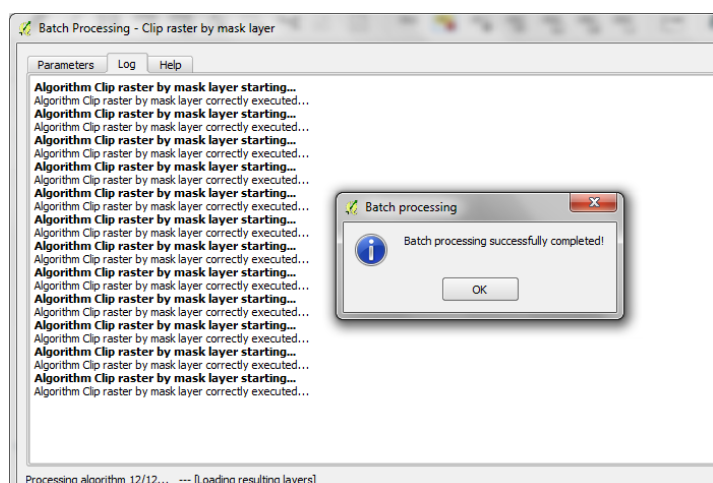 Batch Processing - Clip raster by mask layer
Parameters
Log
Help
Algorithm Clip raster by mask layer starting...
Algorithm Clip raster by mask layer correctly executed...
Algorithm Clip raster by mask layer starting...
Algorithm Clip raster by mask layer correctly executed...
Algorithm Clip raster by mask layer starting...
Algorithm Clip raster by mask layer correctly executed...
Algorithm Clip raster by mask layer starting...
Algorithm Clip raster by mask layer correctly executed...
Algorithm Clip raster by mask layer starting...
Algorithm Clip raster by mask layer correctly executed...
Algorithm Clip raster by mask layer starting...
Algorithm Clip raster by mask layer correctly executed...
Algorithm Clip raster by mask layer starting...
Algorithm Clip raster by mask layer correctly executed...
Algorithm Clip raster by mask layer starting...
Algorithm Clip raster by mask layer correctly executed...
Algorithm Clip raster by mask layer starting...
Algorithm Clip raster by mask layer correctly executed...
Algorithm Clip raster by mask layer starting...
Algorithm Clip raster by mask layer correctly executed...
Algorithm Clip raster by mask layer starting...
Algorithm Clip raster by mask layer correctly executed...
Algorithm Clip raster by mask layer starting...
Algorithm Clip raster by mask layer correctly executed...
Batch processing
Batch processing successfully completed!
OK
Processing algorithm 12/12... --- [Loading resulting layers]